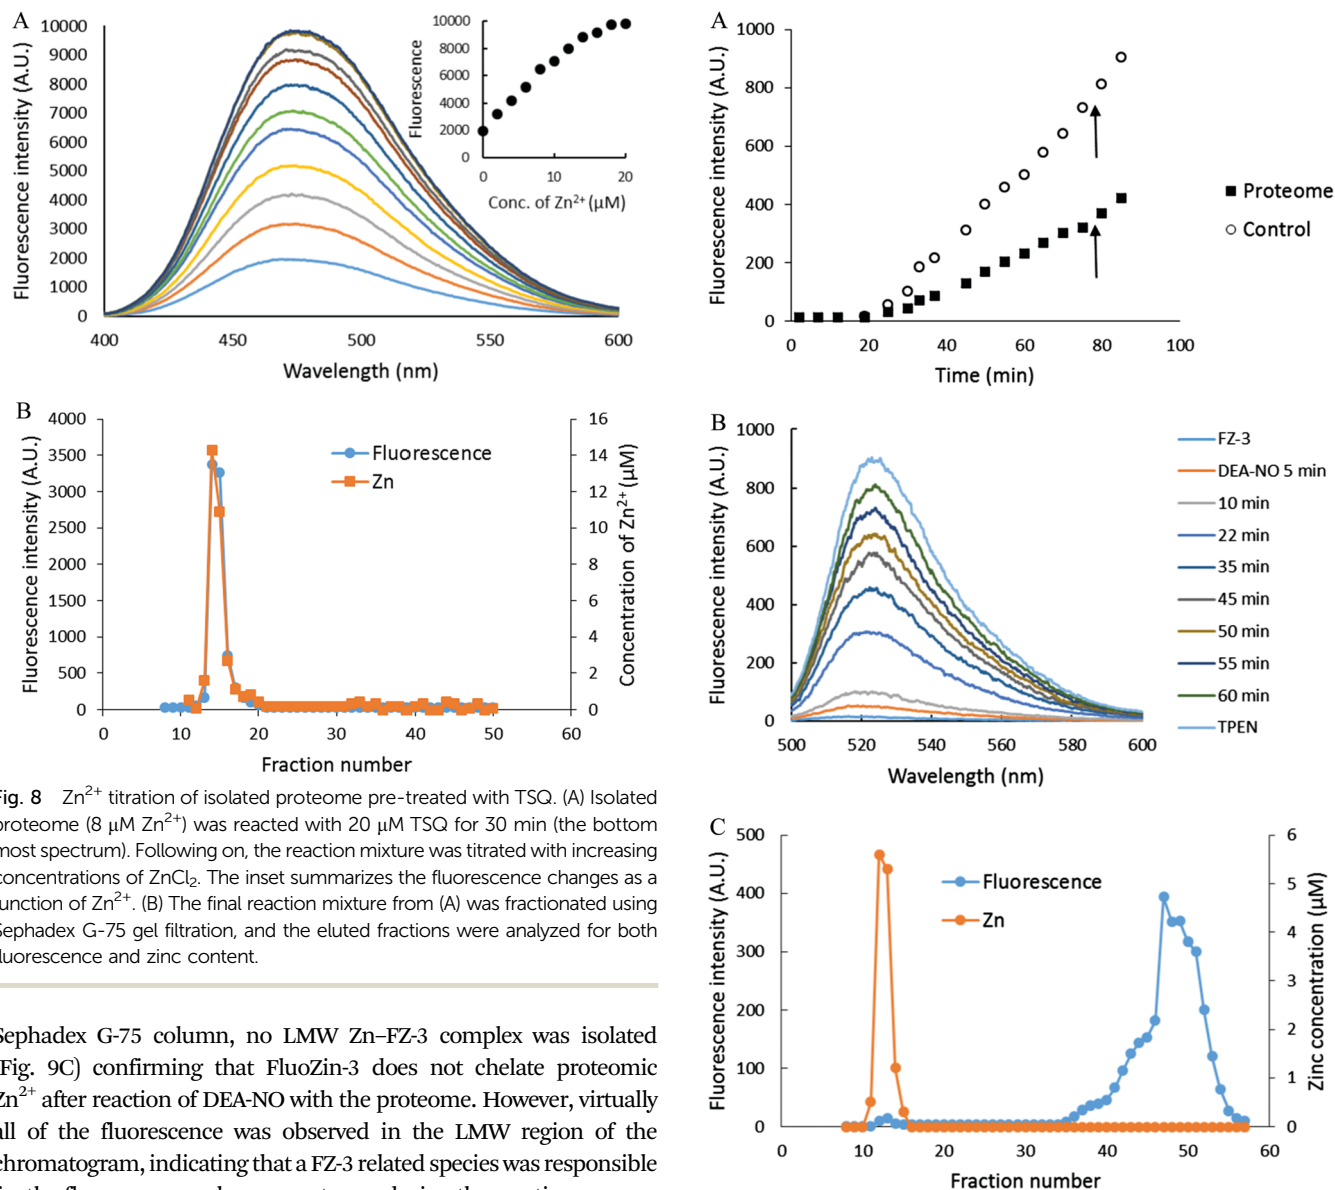 A
Fluorescence intensity (A.U.)
10000
9000
8000
7000
6000
5000
4000
3000
2000
1000
0
400
450
500
550
600
Wavelength (nm)
Fluorescence
10000
8000
6000
4000
2000
0
0
10
20
Conc. of Zn²⁺ (µM)
B
Fluorescence intensity (A.U.)
4000
3500
3000
2500
2000
1500
1000
500
0
0
10
20
30
40
50
60
Fraction number
16
14
12
10
8
6
4
2
0
Concentration of Zn²⁺ (µM)
Fluorescence
Zn
Fig. 8 Zn²⁺ titration of isolated proteome pre-treated with TSQ. (A) Isolated
proteome (8 µM Zn²⁺) was reacted with 20 µM TSQ for 30 min (the bottom
most spectrum). Following on, the reaction mixture was titrated with increasing
concentrations of ZnCl₂. The inset summarizes the fluorescence changes as a
function of Zn²⁺. (B) The final reaction mixture from (A) was fractionated using
Sephadex G-75 gel filtration, and the eluted fractions were analyzed for both
fluorescence and zinc content.
Sephadex G-75 column, no LMW Zn–FZ-3 complex was isolated
(Fig. 9C) confirming that FluoZin-3 does not chelate proteomic
Zn²⁺ after reaction of DEA-NO with the proteome. However, virtually
all of the fluorescence was observed in the LMW region of the
chromatogram, indicating that a FZ-3 related species was responsible
A
Fluorescence intensity (A.U.)
1000
800
600
400
200
0
0
20
40
60
80
100
Time (min)
Proteome
Control
B
Fluorescence intensity (A.U.)
1000
800
600
400
200
0
500
520
540
560
580
600
Wavelength (nm)
FZ-3
DEA-NO 5 min
10 min
22 min
35 min
45 min
50 min
55 min
60 min
TPEN
C
Fluorescence intensity (A.U.)
500
400
300
200
100
0
0
10
20
30
40
50
60
Fraction number
6
5
4
3
2
1
0
Zinc concentration (µM)
Fluorescence
Zn